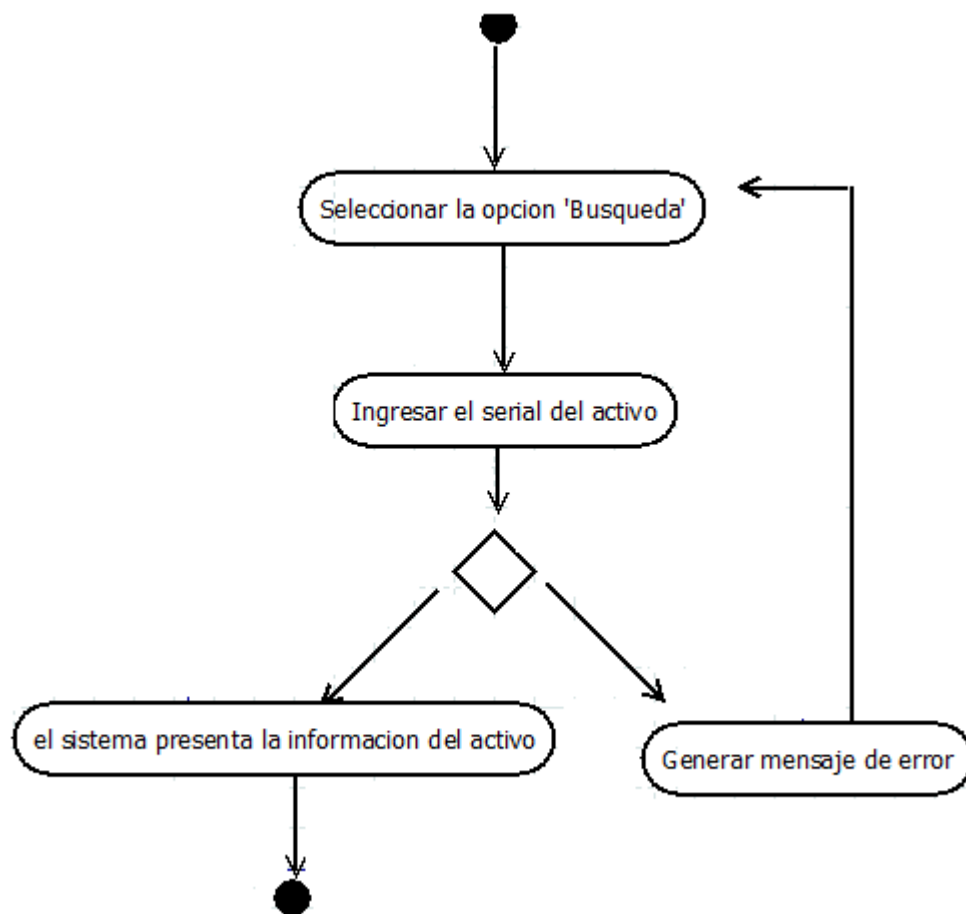 Seleccionar la opcion 'Busqueda'
Ingresar el serial del activo
el sistema presenta la informacion del activo
Generar mensaje de error